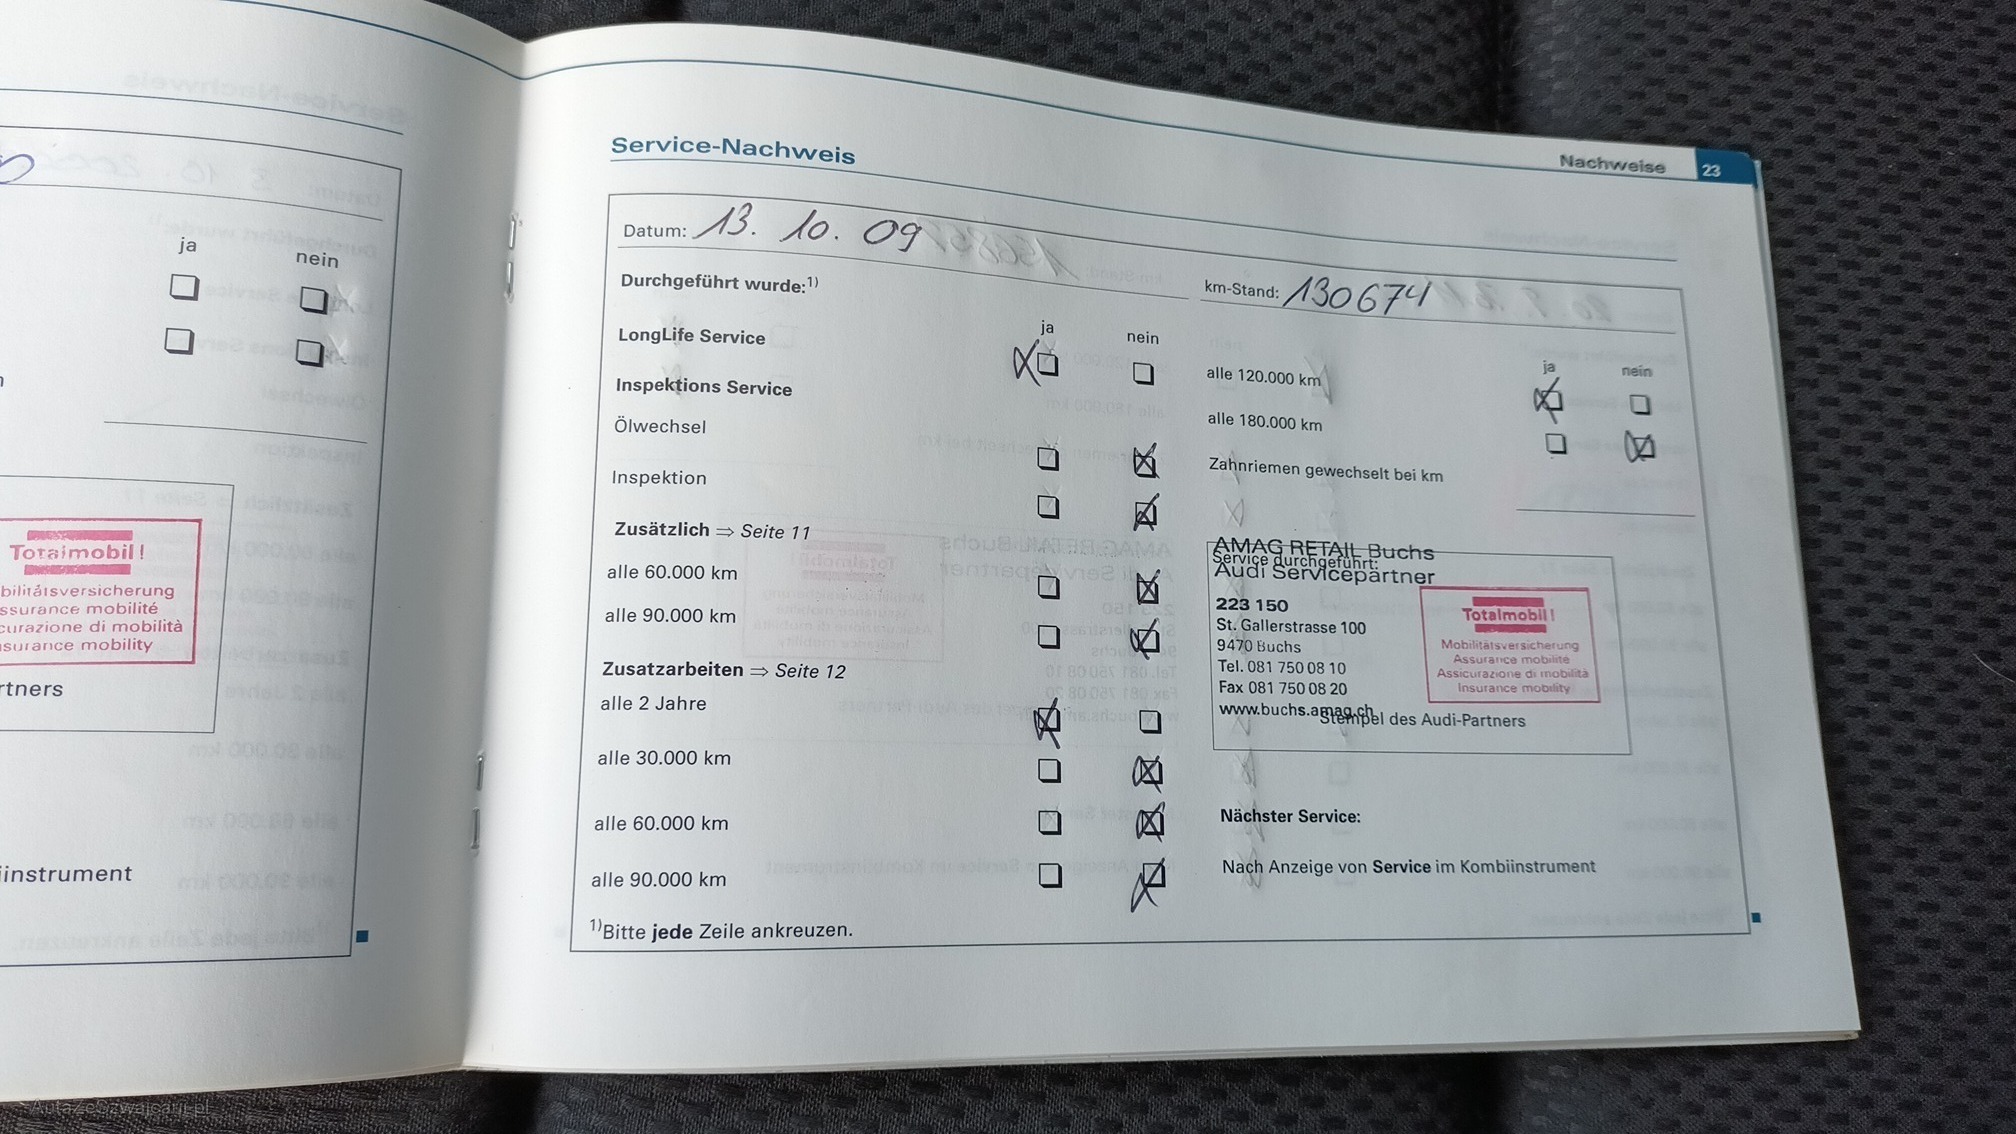 ja nein
Totalmobil!
bilitätsversicherung
ssurance mobilité
curazione di mobilità
nsurance mobility
rtners
iinstrument
Nachweise 23
Service-Nachweis
Datum: 13. 10. 09
km-Stand: 130674
Durchgeführt wurde:1)
ja nein
LongLife Service
Inspektions Service
Ölwechsel
Inspektion
Zusätzlich ⇒ Seite 11
alle 60.000 km
alle 90.000 km
Zusatzarbeiten ⇒ Seite 12
alle 2 Jahre
alle 30.000 km
alle 60.000 km
alle 90.000 km
1)Bitte jede Zeile ankreuzen.
ja nein
alle 120.000 km
alle 180.000 km
Zahnriemen gewechselt bei km
AMAG RETAIL Buchs
Service durchgeführt:
Audi Servicepartner
223 150
St. Gallerstrasse 100
9470 Buchs
Tel. 081 750 08 10
Fax 081 750 08 20
www.buchs.amag.ch
Stempel des Audi-Partners
Totalmobil!
Mobilitätsversicherung
Assurance mobilité
Assicurazione di mobilità
Insurance mobility
Nächster Service:
Nach Anzeige von Service im Kombiinstrument
AutaZeSzwajcarii.pl